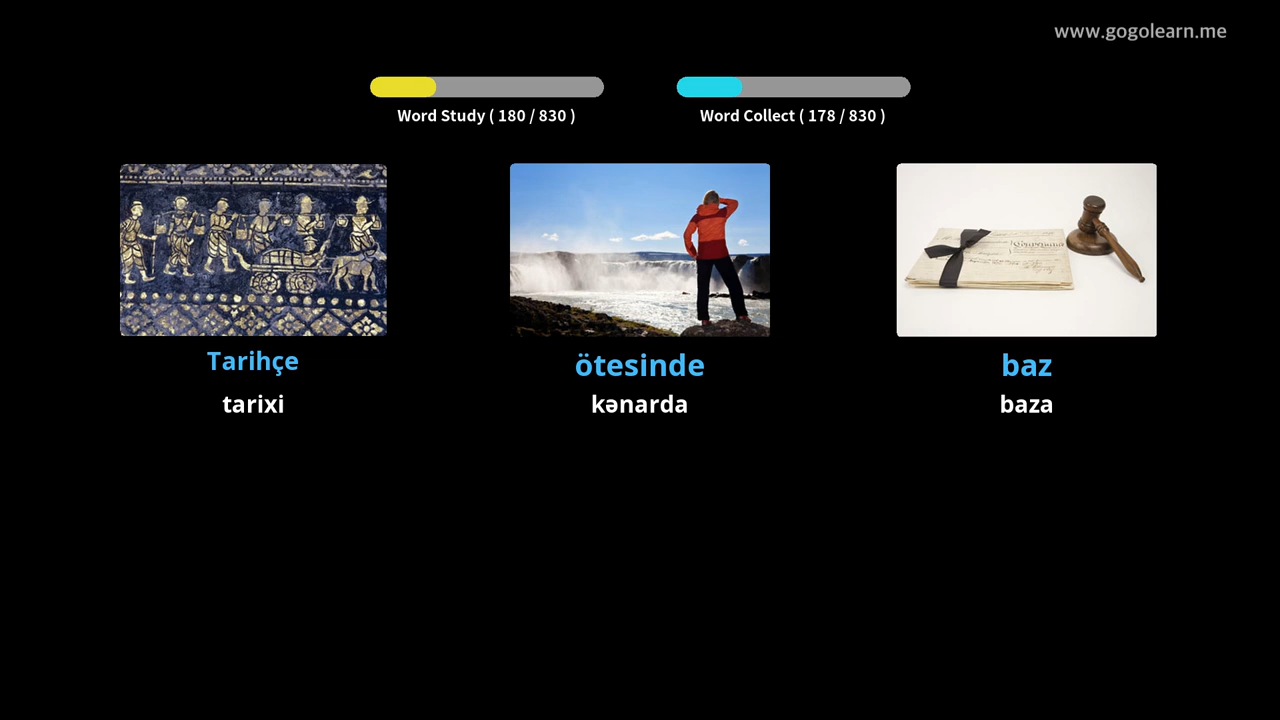 www.gogolearn.me
Word Study ( 180 / 830 )
Word Collect ( 178 / 830 )
Tarihçe
ötesinde
baz
tarixi
kənarda
baza